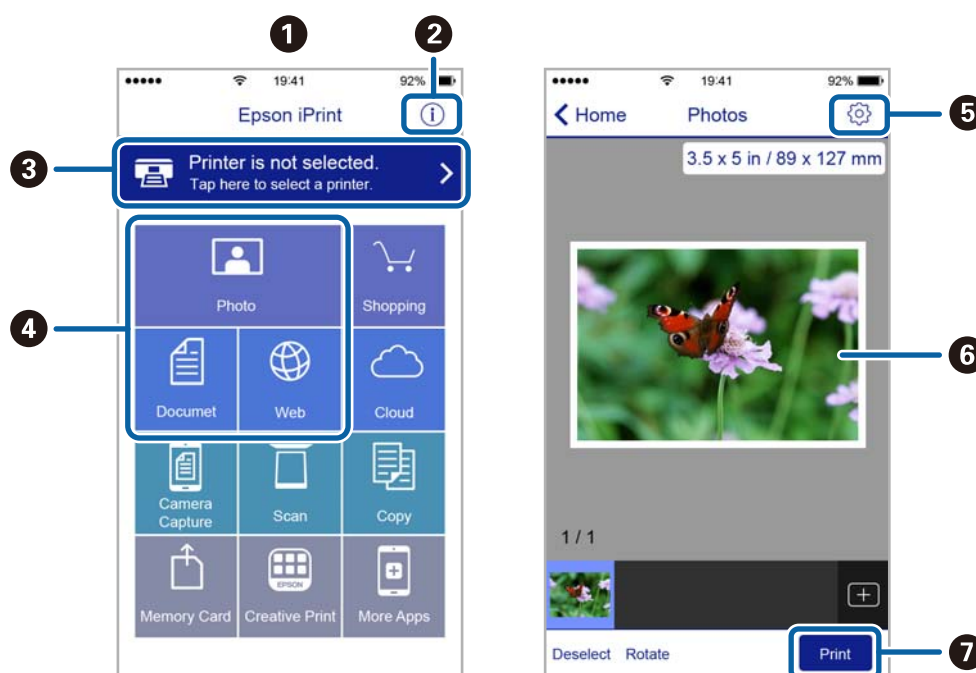 1
2
19:41
92%
Epson iPrint
3
Printer is not selected.
Tap here to select a printer.
4
Photo
Shopping
Documet
Web
Cloud
Camera
Capture
Scan
Copy
EPSON
Memory Card
Creative Print
More Apps
19:41
92%
Home
Photos
5
3.5 x 5 in / 89 x 127 mm
6
1 / 1
Deselect
Rotate
Print
7